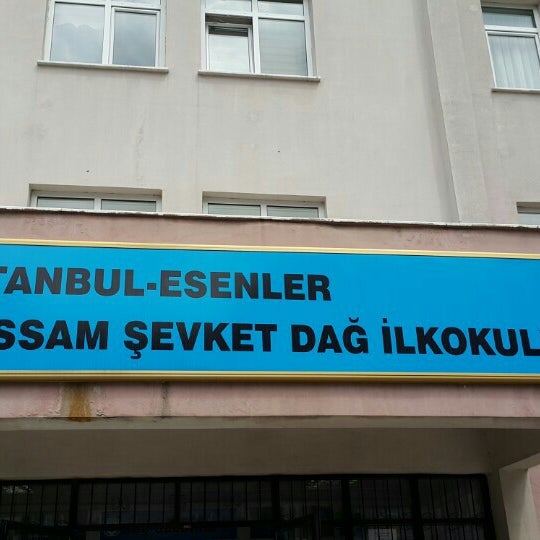 TANBUL-ESENLER
SSAM ŞEVKET DAĞ İLKOKUL